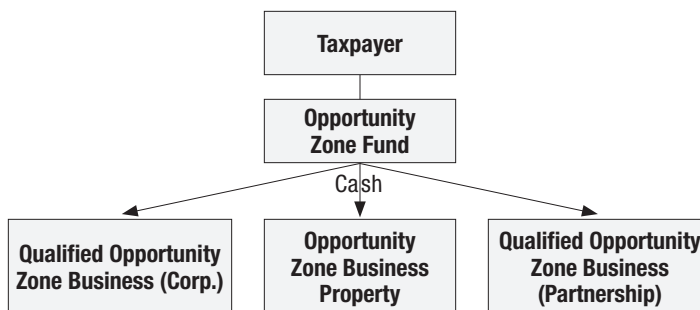 Taxpayer
Opportunity
Zone Fund
Cash
Qualified Opportunity
Zone Business (Corp.)
Opportunity
Zone Business
Property
Qualified Opportunity
Zone Business
(Partnership)